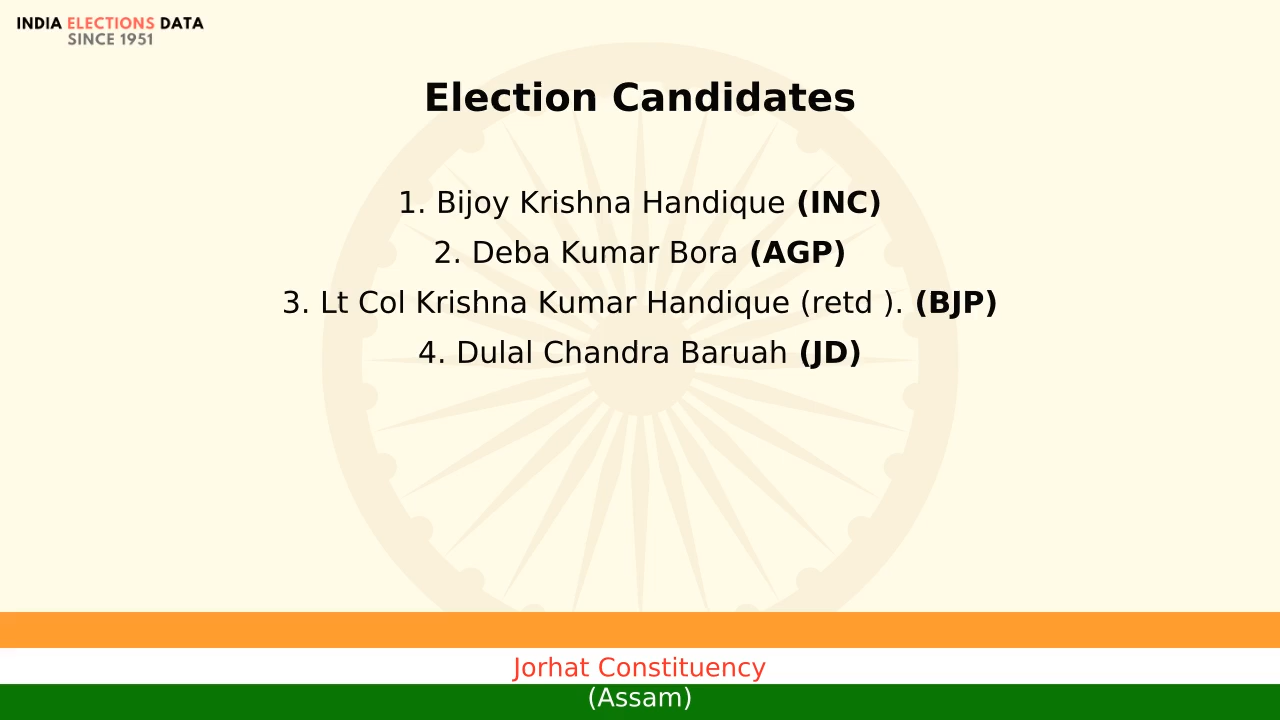 INDIA ELECTIONS DATA
SINCE 1951
Election Candidates
1. Bijoy Krishna Handique (INC)
2. Deba Kumar Bora (AGP)
3. Lt Col Krishna Kumar Handique (retd ). (BJP)
4. Dulal Chandra Baruah (JD)
Jorhat Constituency
(Assam)